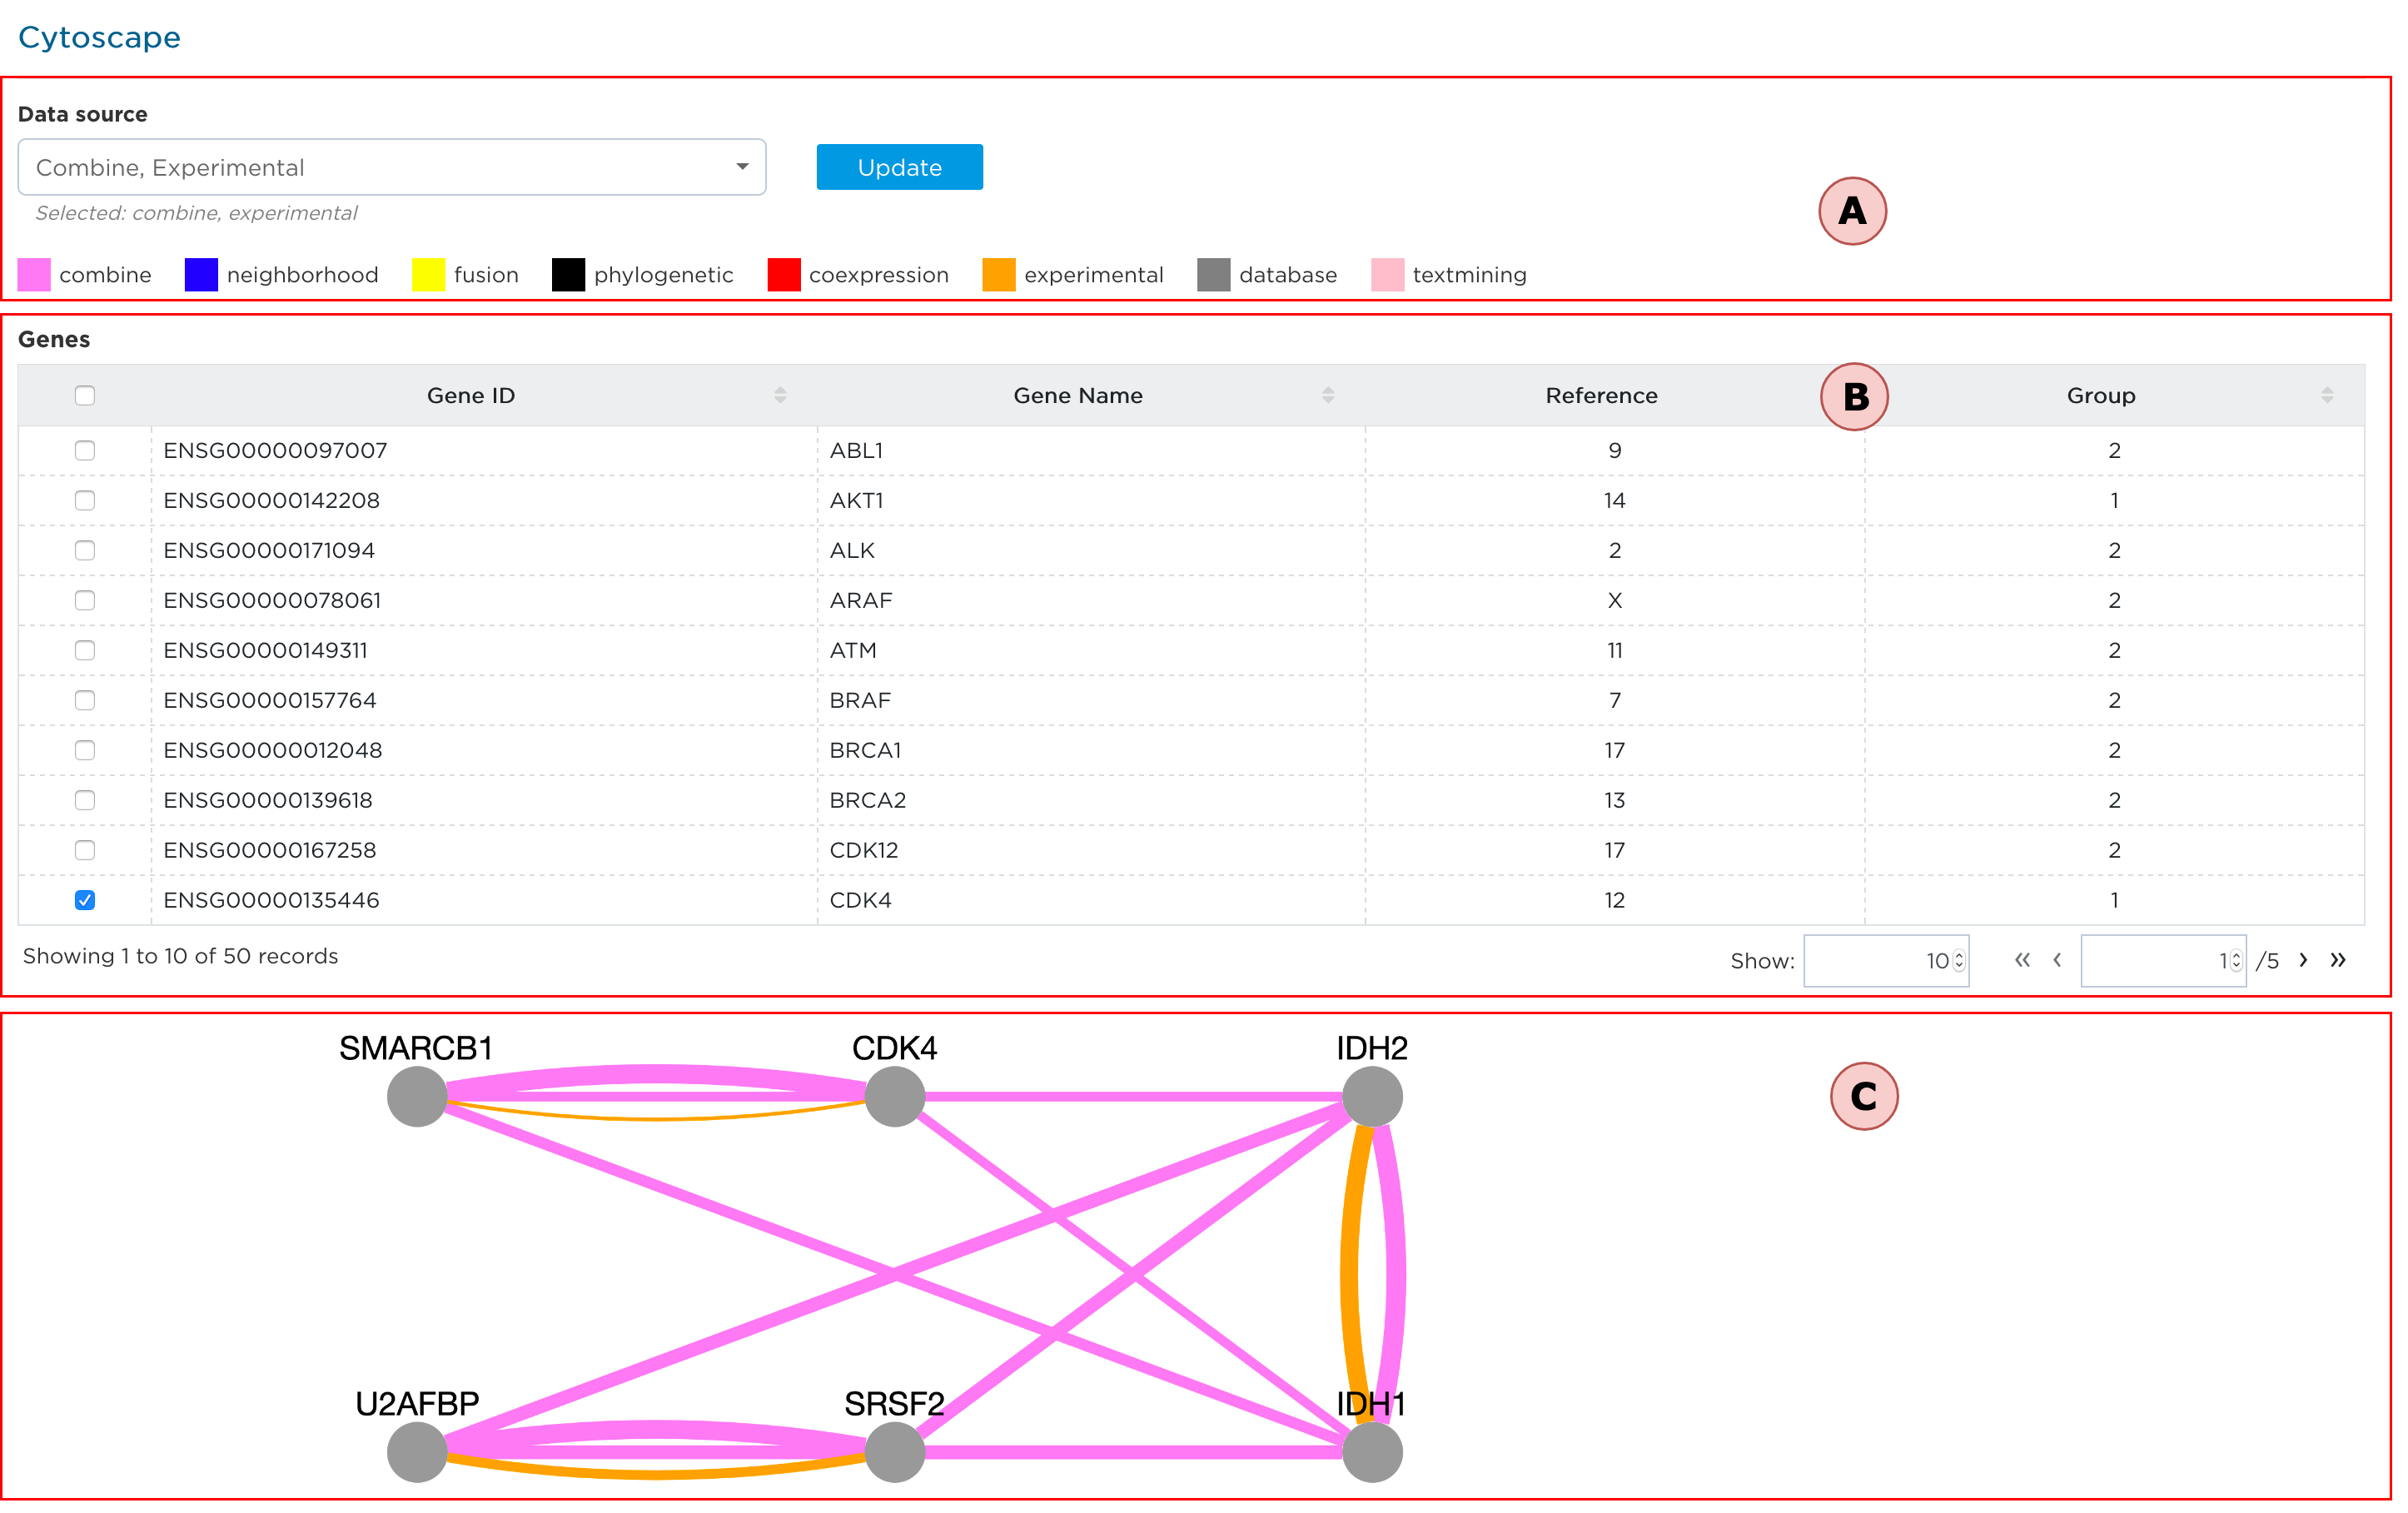 Cytoscape
Data source
Combine, Experimental
Update
Selected: combine, experimental
A
combine neighborhood fusion phylogenetic coexpression experimental database textmining
Genes
Gene ID Gene Name Reference B Group
ENSG00000097007 ABL1 9 2
ENSG00000142208 AKT1 14 1
ENSG00000171094 ALK 2 2
ENSG00000078061 ARAF X 2
ENSG00000149311 ATM 11 2
ENSG00000157764 BRAF 7 2
ENSG00000012048 BRCA1 17 2
ENSG00000139618 BRCA2 13 2
ENSG00000167258 CDK12 17 2
ENSG00000135446 CDK4 12 1
Showing 1 to 10 of 50 records Show: 10 « ‹ 1 /5 › »
SMARCB1 CDK4 IDH2
C
U2AFBP SRSF2 IDH1